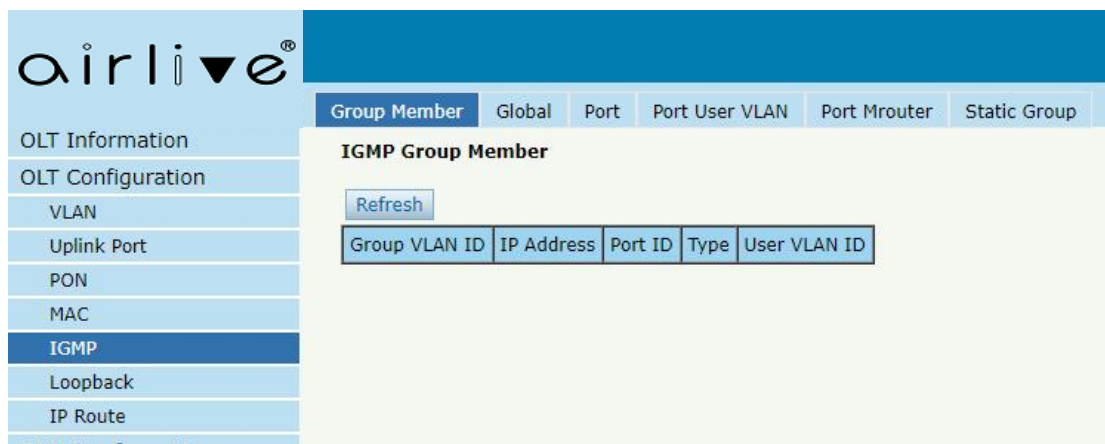 airlive®
Group Member Global Port Port User VLAN Port Mrouter Static Group
OLT Information
OLT Configuration
VLAN
Uplink Port
PON
MAC
IGMP
Loopback
IP Route
IGMP Group Member
Refresh
Group VLAN ID IP Address Port ID Type User VLAN ID